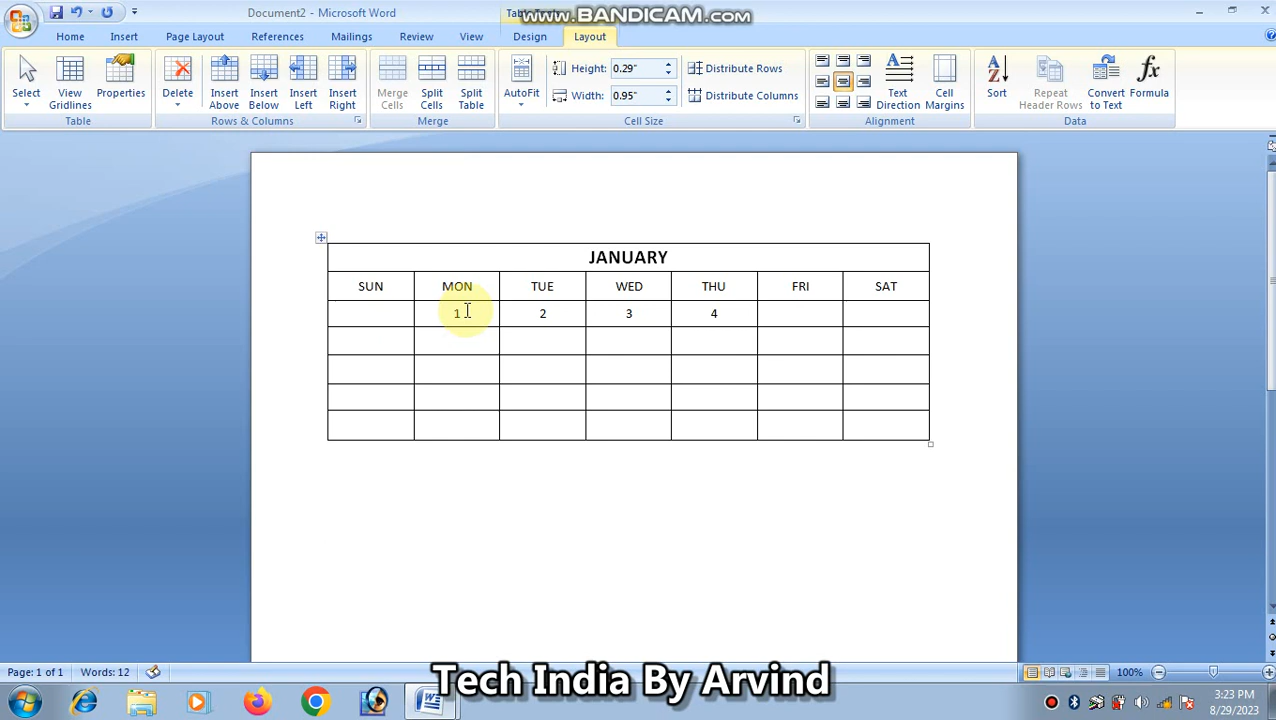 Document2 - Microsoft Word
www.BANDICAM.com
Home Insert Page Layout References Mailings Review View Design Layout
Height: 0.29"
Distribute Rows
Select View Gridlines Properties Delete Insert Above Insert Below Insert Left Insert Right Merge Cells Split Cells Split Table AutoFit
Width: 0.95"
Distribute Columns
Text Direction Cell Margins Sort Repeat Header Rows Convert to Text Formula
Table Rows & Columns Merge Cell Size Alignment Data
JANUARY
SUN MON TUE WED THU FRI SAT
1 2 3 4
Page: 1 of 1 Words: 12
100%
Tech India By Arvind
3:23 PM
8/29/2023